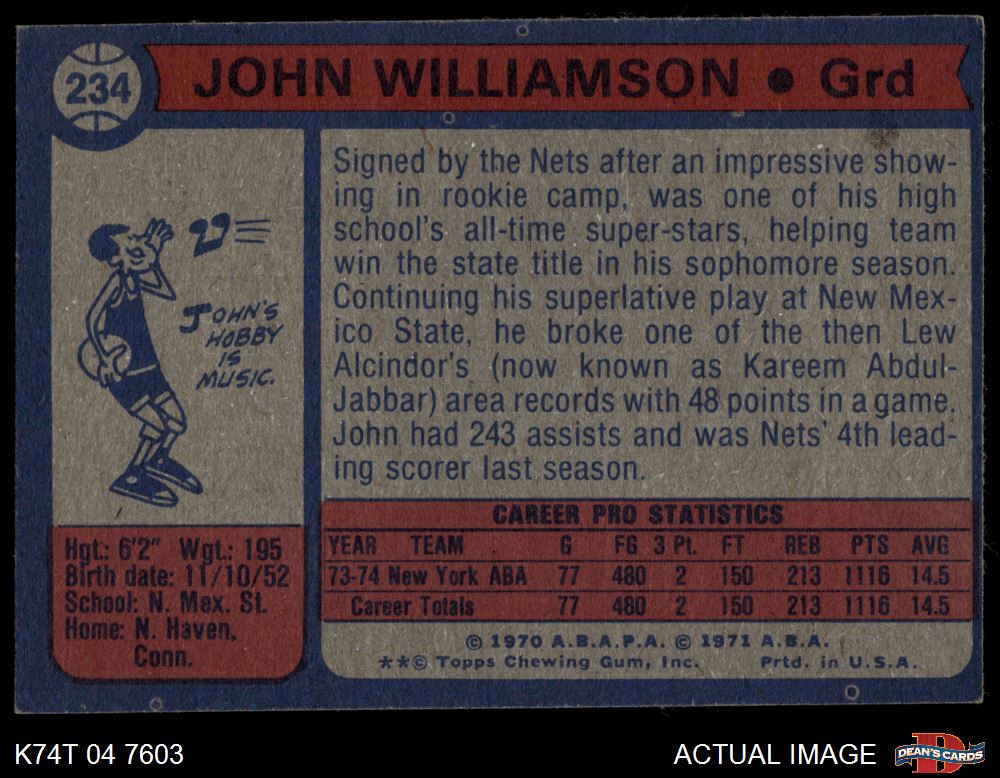 234
JOHN WILLIAMSON • Grd
JOHN'S
HOBBY
IS
MUSIC.
Hgt.: 6'2" Wgt.: 195
Birth date: 11/10/52
School: N. Mex. St.
Home: N. Haven,
Conn.
Signed by the Nets after an impressive show-
ing in rookie camp, was one of his high
school's all-time super-stars, helping team
win the state title in his sophomore season.
Continuing his superlative play at New Mex-
ico State, he broke one of the then Lew
Alcindor's (now known as Kareem Abdul-
Jabbar) area records with 48 points in a game.
John had 243 assists and was Nets' 4th lead-
ing scorer last season.
CAREER PRO STATISTICS
YEAR TEAM G FG 3 Pt. FT REB PTS AVG
73-74 New York ABA 77 480 2 150 213 1116 14.5
Career Totals 77 480 2 150 213 1116 14.5
© 1970 A.B.A.P.A. © 1971 A.B.A.
**© Topps Chewing Gum, Inc. Prtd. in U.S.A.
K74T 04 7603
ACTUAL IMAGE
DEAN'S CARDS